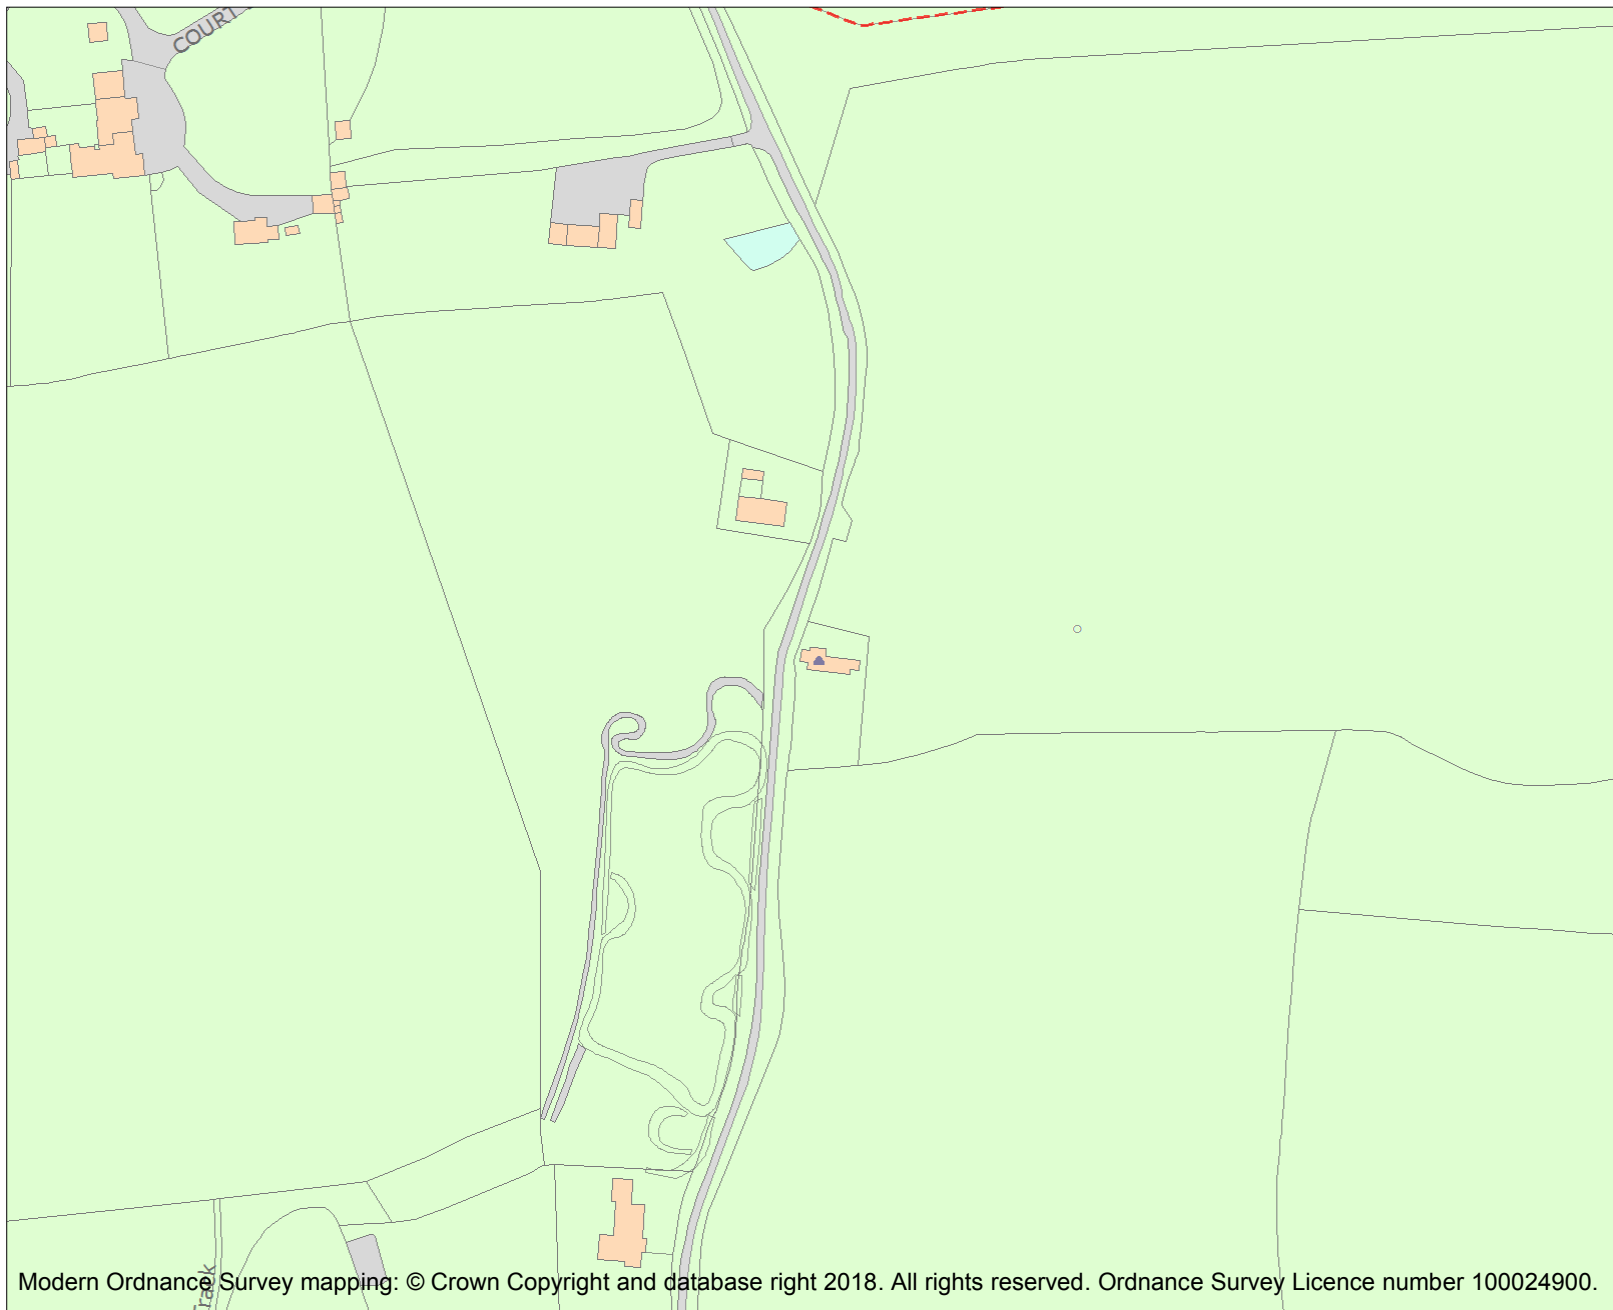 COURT
Track
Modern Ordnance Survey mapping: © Crown Copyright and database right 2018. All rights reserved. Ordnance Survey Licence number 100024900.